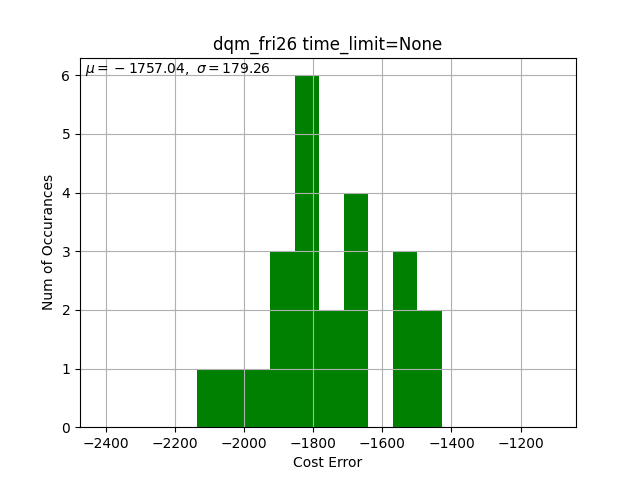 dqm_fri26 time_limit=None
μ = − 1757.04, σ = 179.26
6
5
4
3
2
1
0
Num of Occurances
−2400 −2200 −2000 −1800 −1600 −1400 −1200
Cost Error